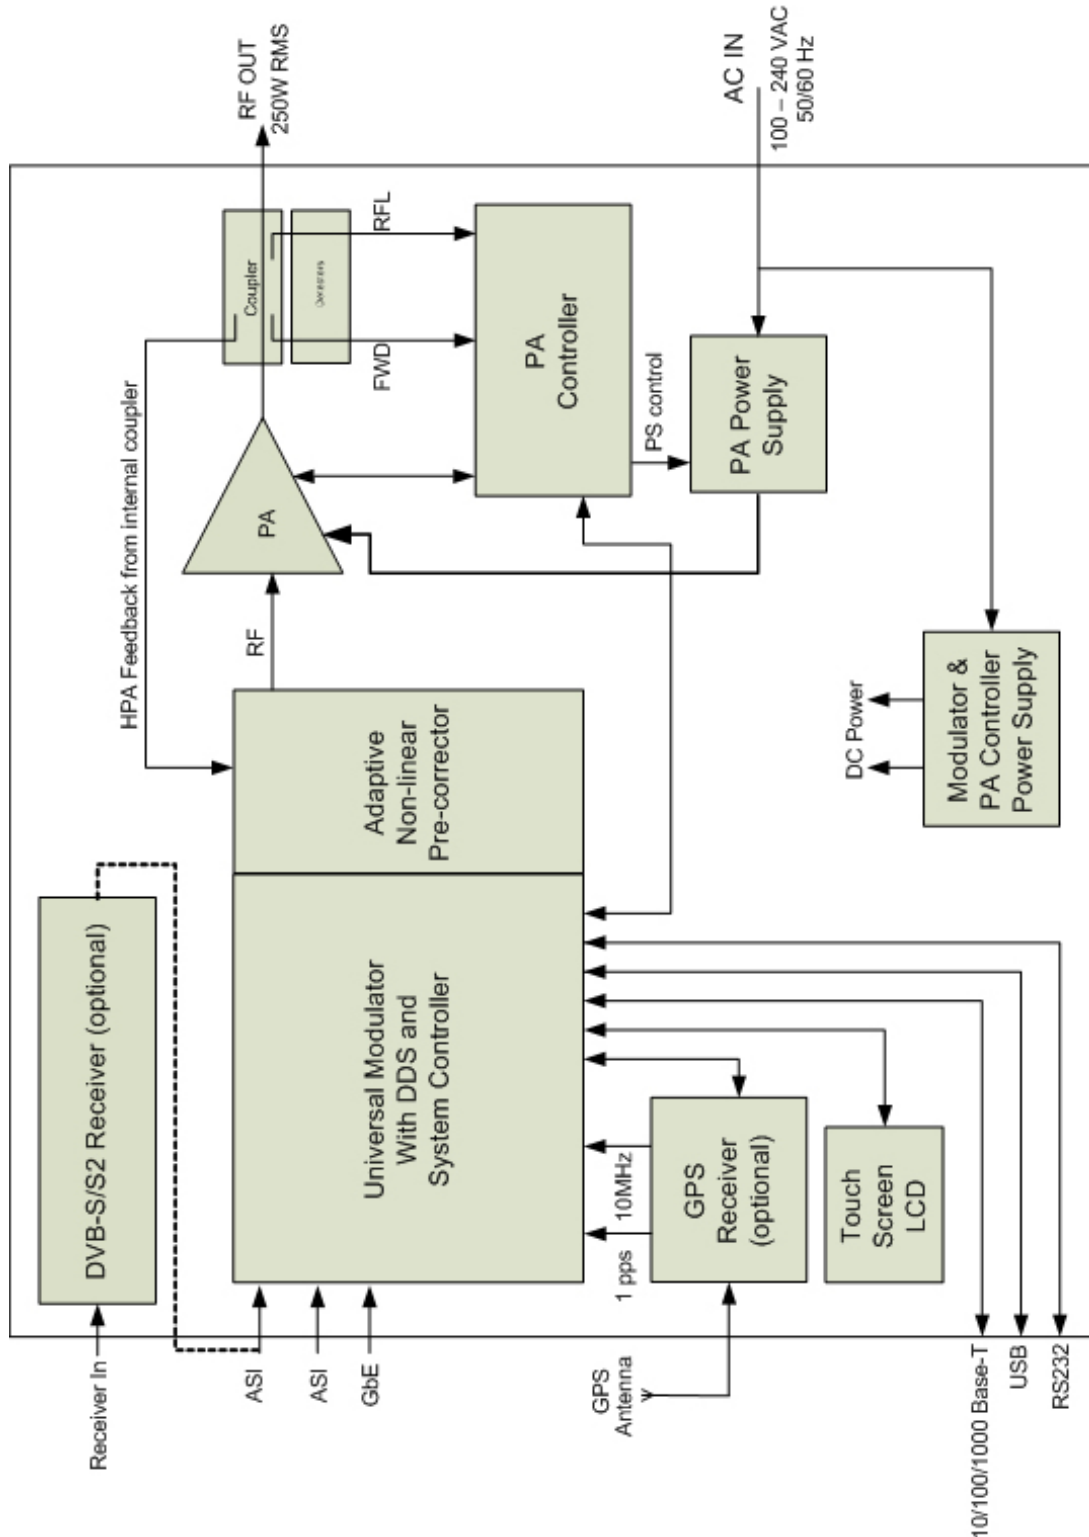 Receiver In
DVB-S/S2 Receiver (optional)
HPA Feedback from internal coupler
Coupler
RF OUT
250W RMS
ASI
ASI
GbE
Universal Modulator
With DDS and
System Controller
Adaptive
Non-linear
Pre-corrector
RF
PA
FWD
RFL
PA
Controller
PS control
PA Power
Supply
AC IN
100 – 240 VAC
50/60 Hz
1 pps
10MHz
GPS
Antenna
GPS
Receiver
(optional)
Touch
Screen
LCD
DC Power
Modulator &
PA Controller
Power Supply
10/100/1000 Base-T
USB
RS232